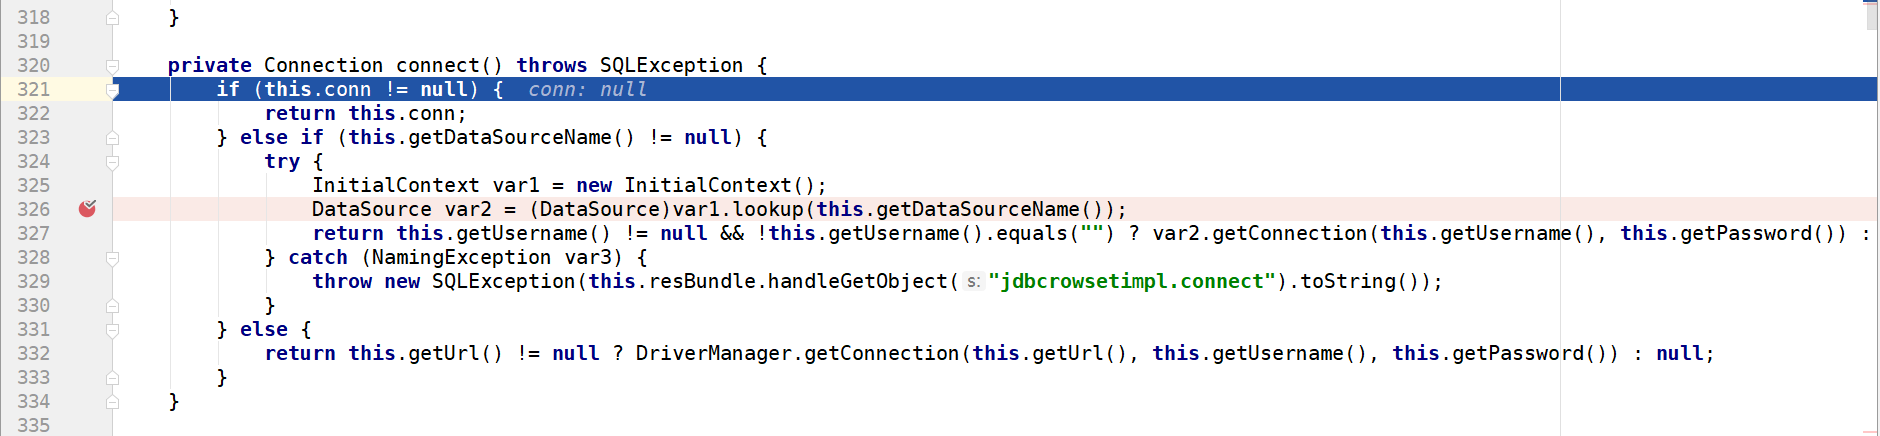 318     }
319
320     private Connection connect() throws SQLException {
321         if (this.conn != null) {  conn: null
322             return this.conn;
323         } else if (this.getDataSourceName() != null) {
324             try {
325                 InitialContext var1 = new InitialContext();
326                 DataSource var2 = (DataSource)var1.lookup(this.getDataSourceName());
327                 return this.getUsername() != null && !this.getUsername().equals("") ? var2.getConnection(this.getUsername(), this.getPassword()) :
328             } catch (NamingException var3) {
329                 throw new SQLException(this.resBundle.handleGetObject( s: "jdbcrowsetimpl.connect").toString());
330             }
331         } else {
332             return this.getUrl() != null ? DriverManager.getConnection(this.getUrl(), this.getUsername(), this.getPassword()) : null;
333         }
334     }
335